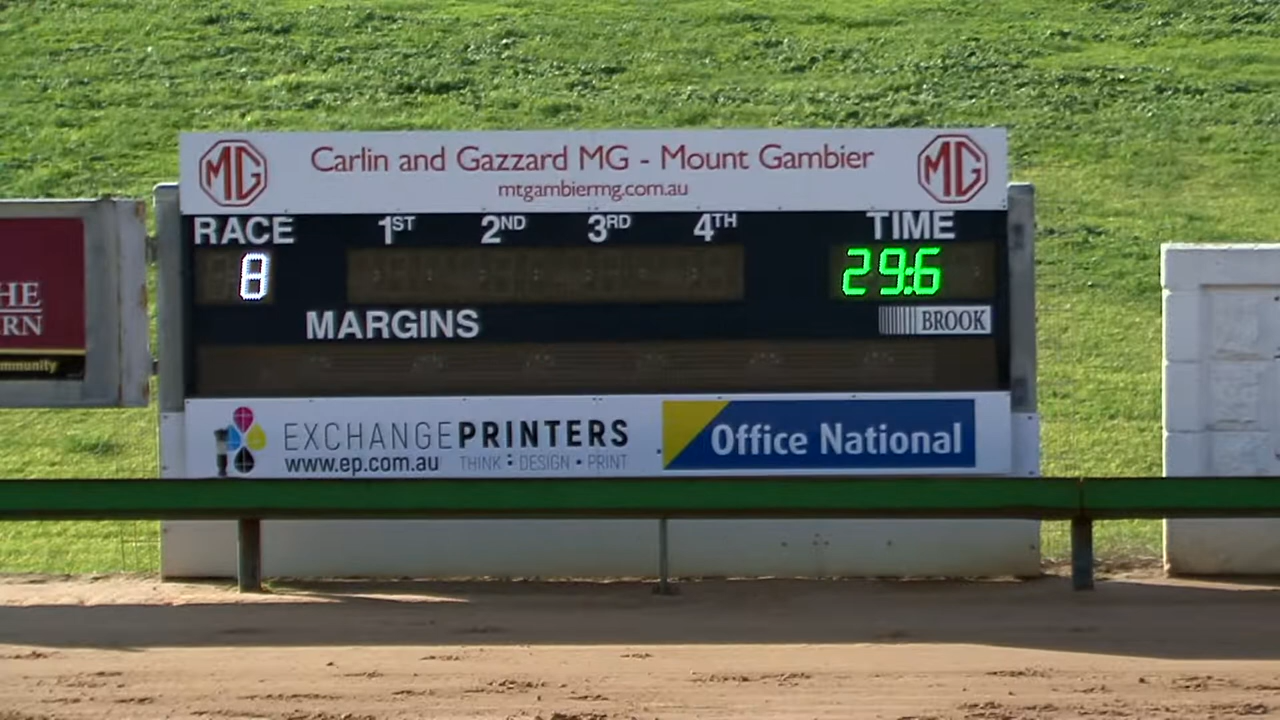 MG Carlin and Gazzard MG - Mount Gambier MG
mtgambiermg.com.au
RACE 1ST 2ND 3RD 4TH TIME
8 29:6
MARGINS BROOK
HE
RN
mmunity
EXCHANGEPRINTERS
www.ep.com.au THINK : DESIGN • PRINT
Office National